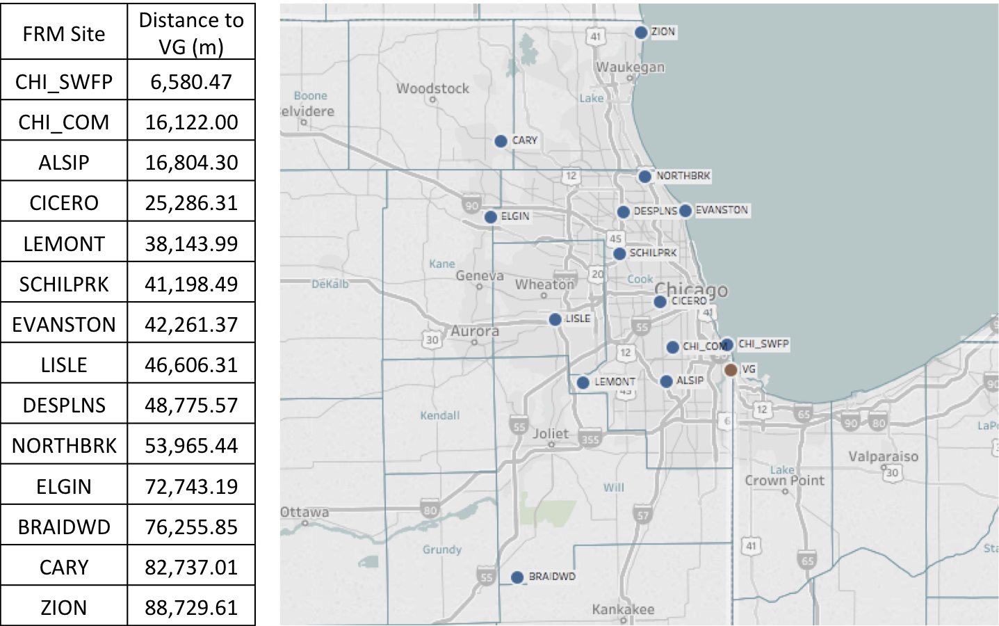 FRM Site
Distance to
VG (m)
CHI_SWFP 6,580.47
CHI_COM 16,122.00
ALSIP 16,804.30
CICERO 25,286.31
LEMONT 38,143.99
SCHILPRK 41,198.49
EVANSTON 42,261.37
LISLE 46,606.31
DESPLNS 48,775.57
NORTHBRK 53,965.44
ELGIN 72,743.19
BRAIDWD 76,255.85
CARY 82,737.01
ZION 88,729.61
41
ZION
Waukegan
Woodstock
Boone
elvidere
Lake
CARY
12
NORTHBRK
90
ELGIN
DESPLNS
EVANSTON
45
SCHILPRK
Kane
Geneva
DeKalb
Wheaton
20
Cook
Chicago
CICERO
41
LISLE
55
Aurora
30
12
CHI_COM
CHI_SWFP
90
VG
LEMONT
45
ALSIP
90
Kendall
55
Joliet
355
6
12
65
90
80
LaPo
Valparaiso
30
Lake
Crown Point
Will
Ottawa
80
57
Grundy
41
65
Sta
55
BRAIDWD
Kankakee